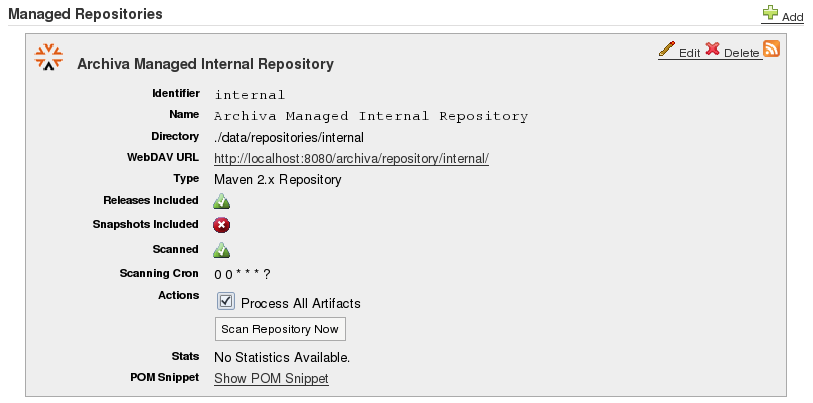 Managed Repositories
Add
Archiva Managed Internal Repository
Edit Delete
Identifier internal
Name Archiva Managed Internal Repository
Directory ./data/repositories/internal
WebDAV URL http://localhost:8080/archiva/repository/internal/
Type Maven 2.x Repository
Releases Included
Snapshots Included
Scanned
Scanning Cron 0 0 * * * ?
Actions Process All Artifacts
Scan Repository Now
Stats No Statistics Available.
POM Snippet Show POM Snippet